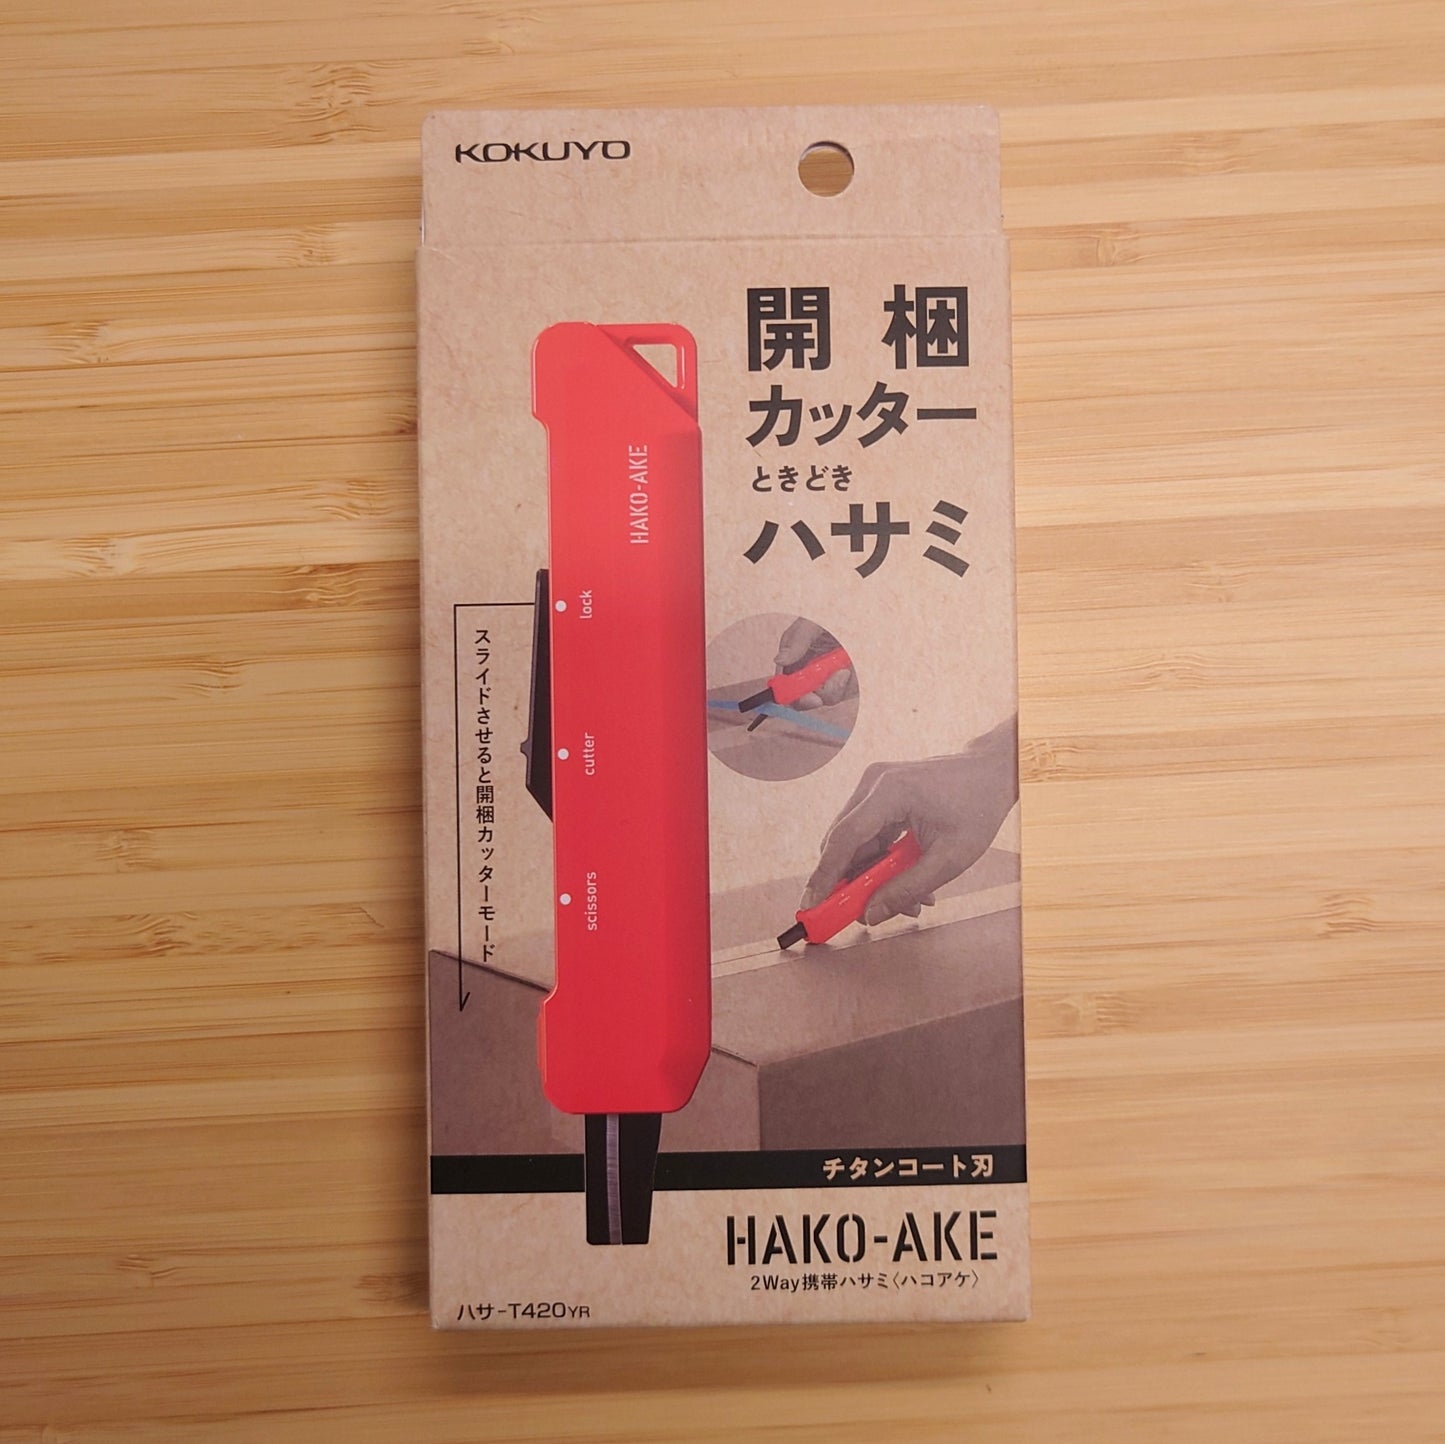 KOKUYO
開梱
カッター
ときどき
ハサミ
HAKO-AKE
lock
cutter
scissors
スライドさせると開梱カッターモード
チタンコート刃
HAKO-AKE
2Way携帯ハサミ〈ハコアケ〉
ハサ-T420YR